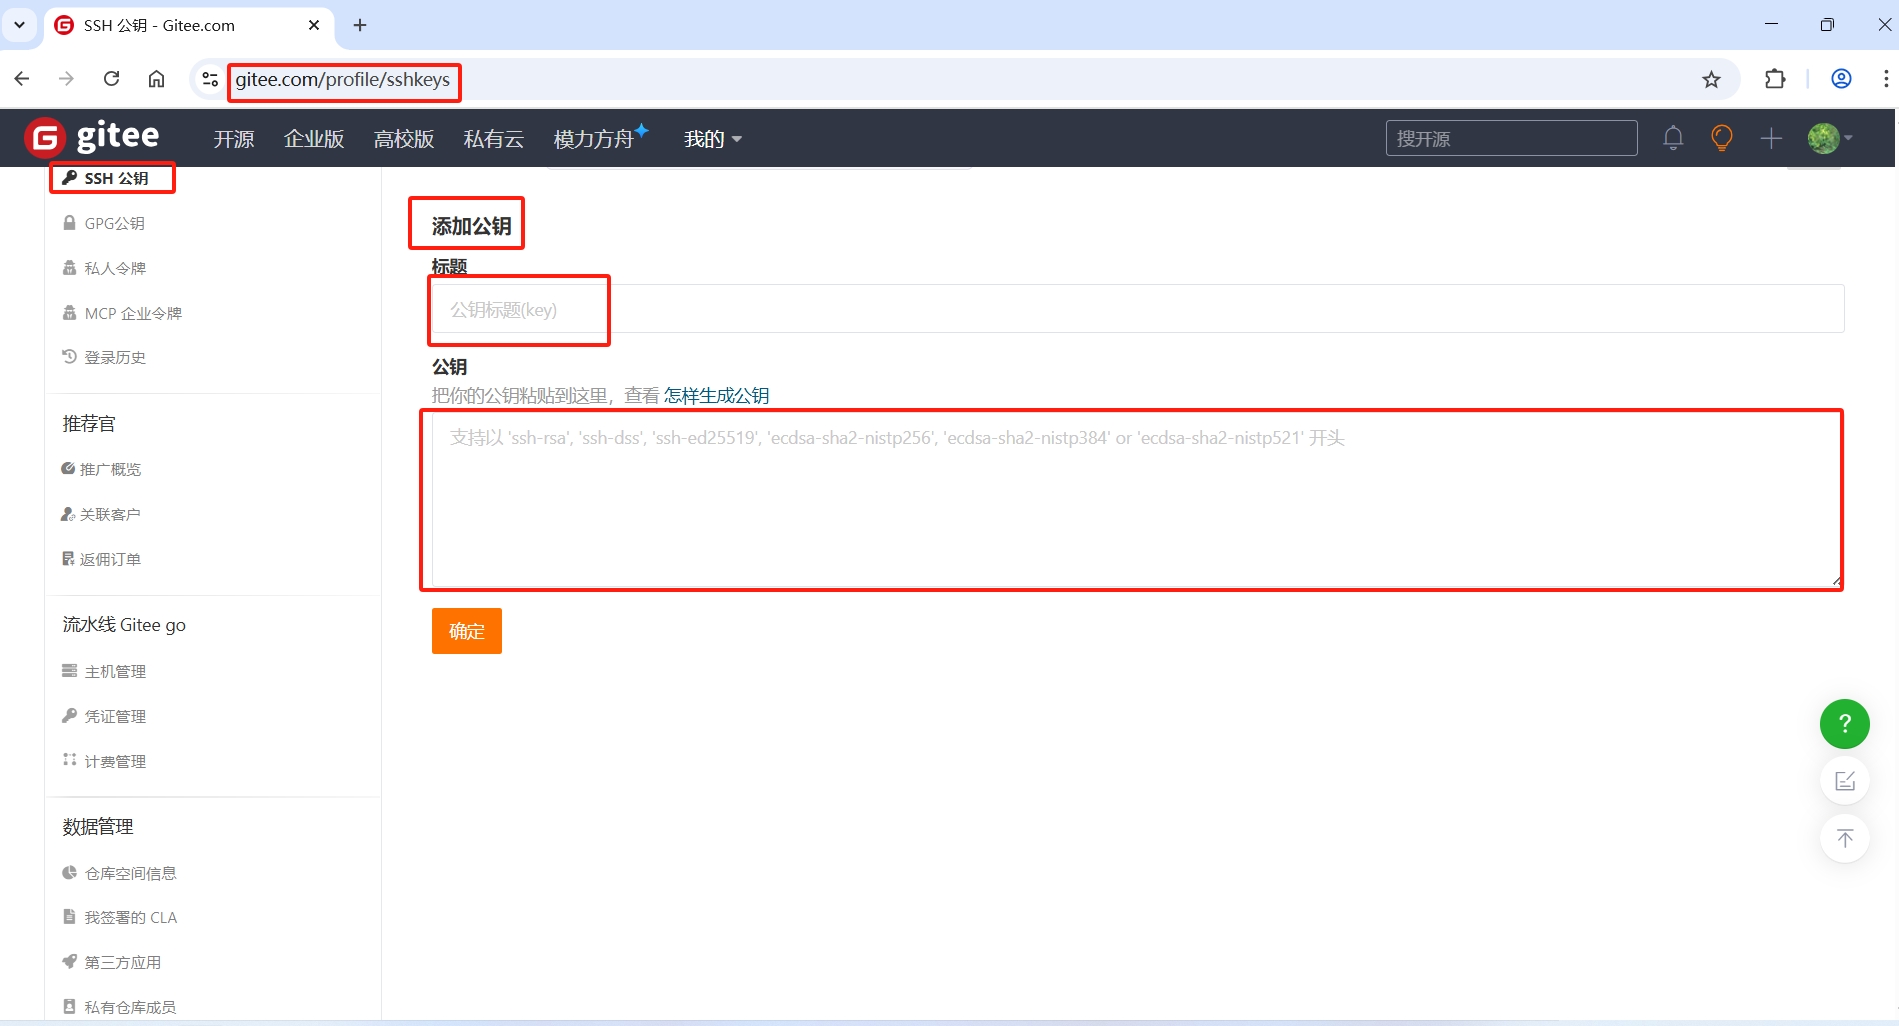 SSH 公钥 - Gitee.com
gitee.com/profile/sshkeys
gitee 开源 企业版 高校版 私有云 模力方舟 我的 搜开源
SSH 公钥
GPG公钥
私人令牌
MCP 企业令牌
登录历史
推荐官
推广概览
关联客户
返佣订单
流水线 Gitee go
主机管理
凭证管理
计费管理
数据管理
仓库空间信息
我签署的 CLA
第三方应用
私有仓库成员
添加公钥
标题
公钥标题(key)
公钥
把你的公钥粘贴到这里，查看 怎样生成公钥
支持以 'ssh-rsa', 'ssh-dss', 'ssh-ed25519', 'ecdsa-sha2-nistp256', 'ecdsa-sha2-nistp384' or 'ecdsa-sha2-nistp521' 开头
确定
?